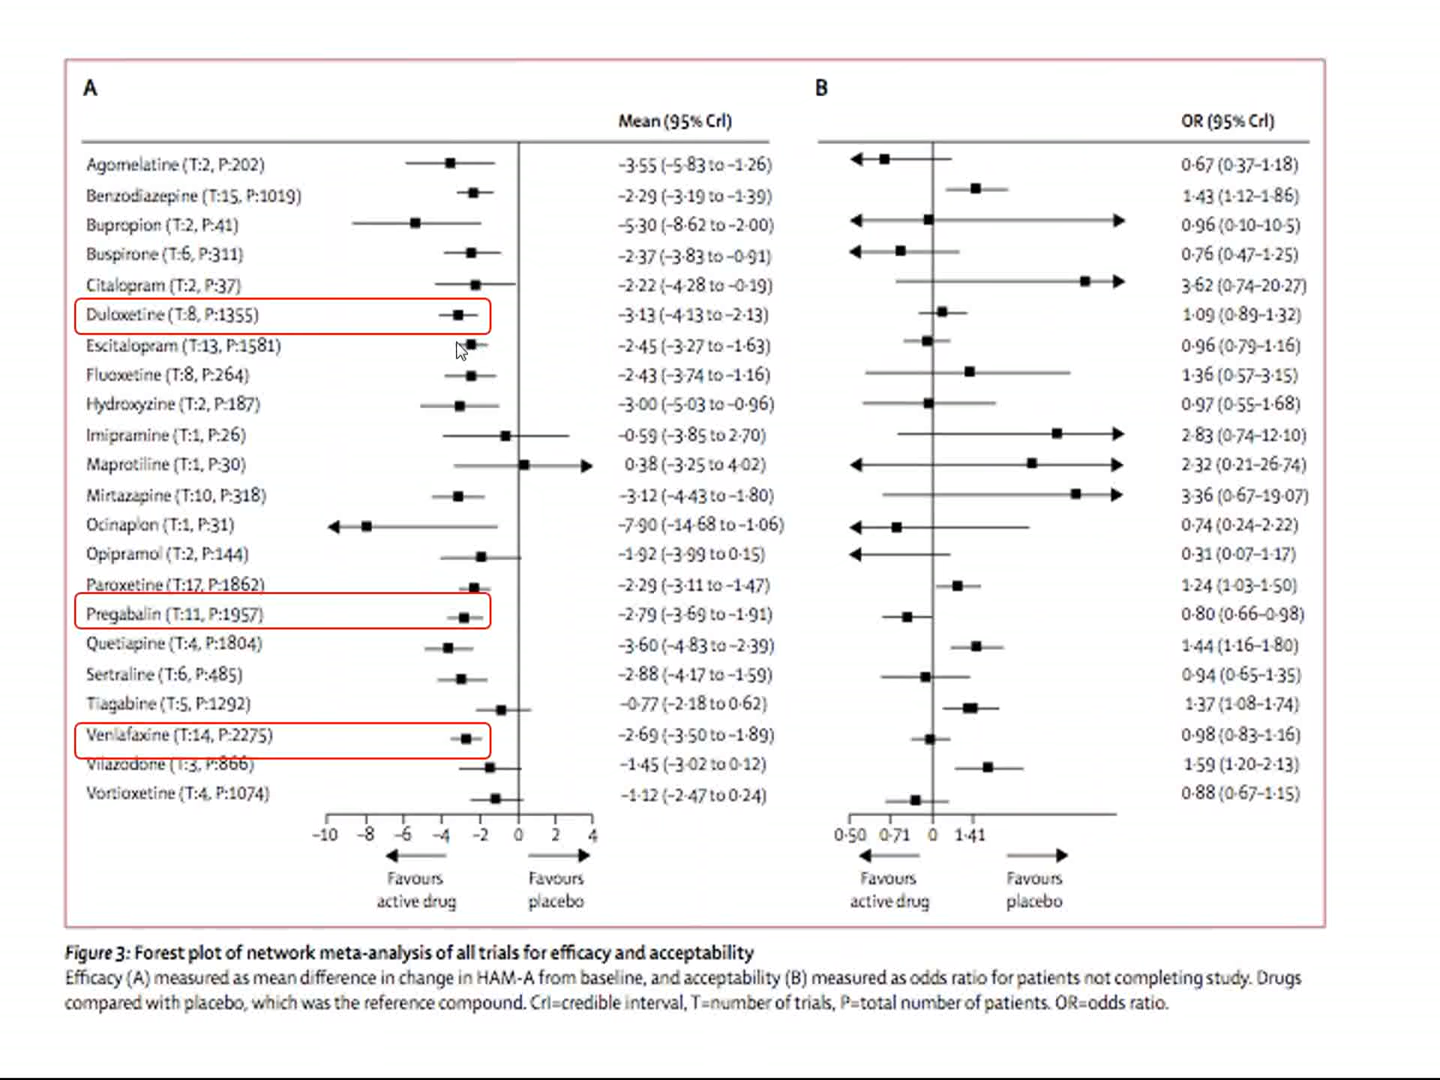 A
B
Mean (95% CrI)
OR (95% CrI)
Agomelatine (T:2, P:202) −3·55 (−5·83 to −1·26) 0·67 (0·37–1·18)
Benzodiazepine (T:15, P:1019) −2·29 (−3·19 to −1·39) 1·43 (1·12–1·86)
Bupropion (T:2, P:41) −5·30 (−8·62 to −2·00) 0·96 (0·10–10·5)
Buspirone (T:6, P:311) −2·37 (−3·83 to −0·91) 0·76 (0·47–1·25)
Citalopram (T:2, P:37) −2·22 (−4·28 to −0·19) 3·62 (0·74–20·27)
Duloxetine (T:8, P:1355) −3·13 (−4·13 to −2·13) 1·09 (0·89–1·32)
Escitalopram (T:13, P:1581) −2·45 (−3·27 to −1·63) 0·96 (0·79–1·16)
Fluoxetine (T:8, P:264) −2·43 (−3·74 to −1·16) 1·36 (0·57–3·15)
Hydroxyzine (T:2, P:187) −3·00 (−5·03 to −0·96) 0·97 (0·55–1·68)
Imipramine (T:1, P:26) −0·59 (−3·85 to 2·70) 2·83 (0·74–12·10)
Maprotiline (T:1, P:30) 0·38 (−3·25 to 4·02) 2·32 (0·21–26·74)
Mirtazapine (T:10, P:318) −3·12 (−4·43 to −1·80) 3·36 (0·67–19·07)
Ocinaplon (T:1, P:31) −7·90 (−14·68 to −1·06) 0·74 (0·24–2·22)
Opipramol (T:2, P:144) −1·92 (−3·99 to 0·15) 0·31 (0·07–1·17)
Paroxetine (T:17, P:1862) −2·29 (−3·11 to −1·47) 1·24 (1·03–1·50)
Pregabalin (T:11, P:1957) −2·79 (−3·69 to −1·91) 0·80 (0·66–0·98)
Quetiapine (T:4, P:1804) −3·60 (−4·83 to −2·39) 1·44 (1·16–1·80)
Sertraline (T:6, P:485) −2·88 (−4·17 to −1·59) 0·94 (0·65–1·35)
Tiagabine (T:5, P:1292) −0·77 (−2·18 to 0·62) 1·37 (1·08–1·74)
Venlafaxine (T:14, P:2275) −2·69 (−3·50 to −1·89) 0·98 (0·83–1·16)
Vilazodone (T:3, P:866) −1·45 (−3·02 to 0·12) 1·59 (1·20–2·13)
Vortioxetine (T:4, P:1074) −1·12 (−2·47 to 0·24) 0·88 (0·67–1·15)
−10 −8 −6 −4 −2 0 2 4 0·50 0·71 0 1·41
Favours Favours Favours Favours
active drug placebo active drug placebo
Figure 3: Forest plot of network meta-analysis of all trials for efficacy and acceptability
Efficacy (A) measured as mean difference in change in HAM-A from baseline, and acceptability (B) measured as odds ratio for patients not completing study. Drugs
compared with placebo, which was the reference compound. CrI=credible interval, T=number of trials, P=total number of patients. OR=odds ratio.